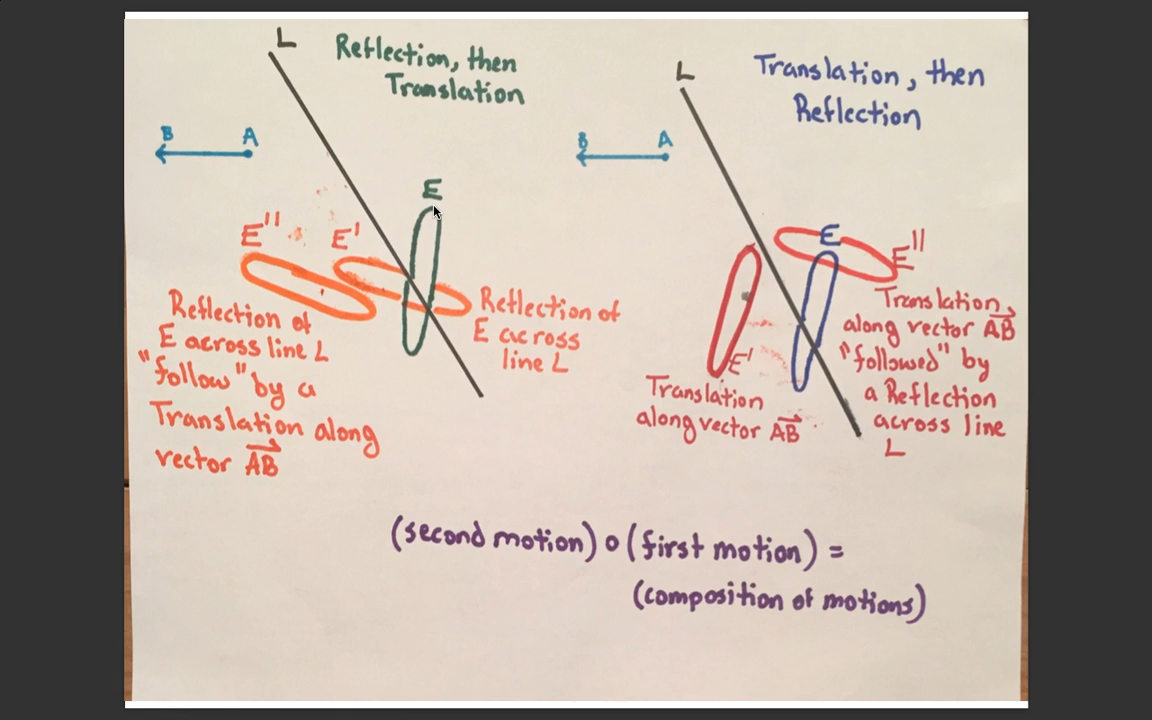 L
Reflection, then
Translation
B A
E
E''
E'
Reflection of
E across line L
"follow" by a
Translation along
vector AB
Reflection of
E across
line L
L
Translation, then
Reflection
B A
E
E''
E'
Translation
along vector AB
Translation
along vector AB
"followed" by
a Reflection
across line
L
(second motion) o (first motion) =
(composition of motions)